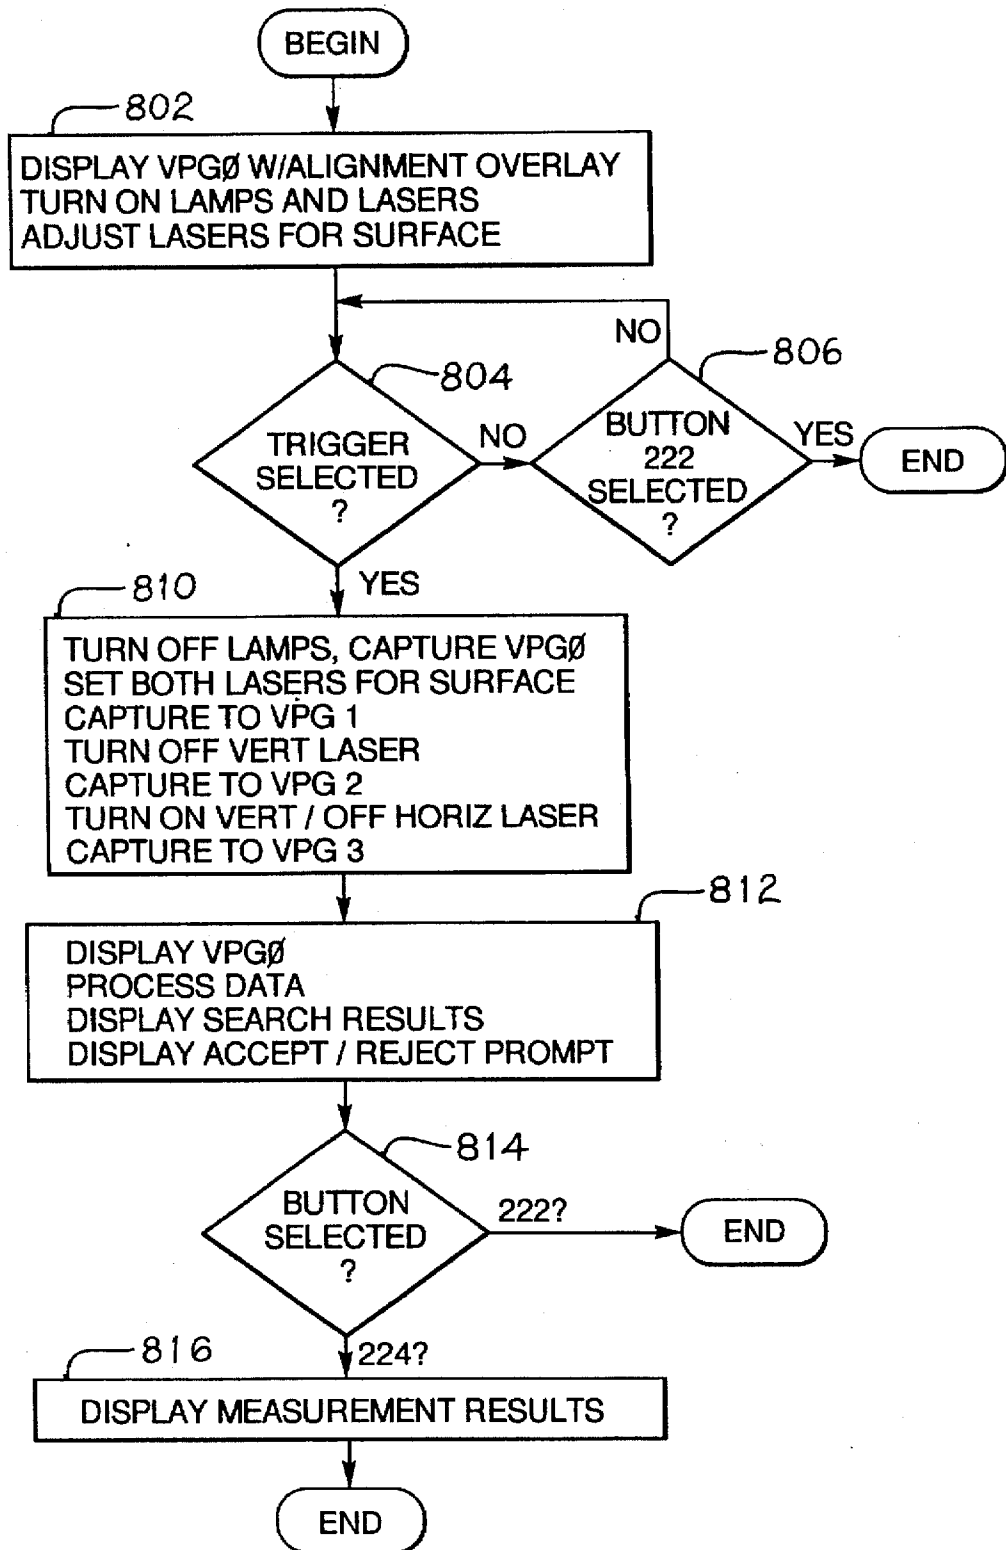 BEGIN
802
DISPLAY VPGØ W/ALIGNMENT OVERLAY
TURN ON LAMPS AND LASERS
ADJUST LASERS FOR SURFACE
804
TRIGGER
SELECTED
?
NO
806
BUTTON
222
SELECTED
?
NO
YES
END
YES
810
TURN OFF LAMPS, CAPTURE VPGØ
SET BOTH LASERS FOR SURFACE
CAPTURE TO VPG 1
TURN OFF VERT LASER
CAPTURE TO VPG 2
TURN ON VERT / OFF HORIZ LASER
CAPTURE TO VPG 3
812
DISPLAY VPGØ
PROCESS DATA
DISPLAY SEARCH RESULTS
DISPLAY ACCEPT / REJECT PROMPT
814
BUTTON
SELECTED
?
222?
END
224?
816
DISPLAY MEASUREMENT RESULTS
END